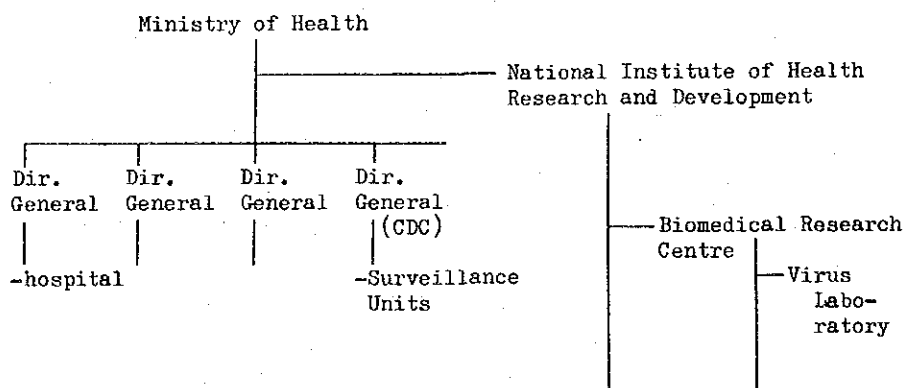 Ministry of Health
National Institute of Health
Research and Development
Dir.
General
Dir.
General
Dir.
General
Dir.
General
(CDC)
-hospital
-Surveillance
Units
Biomedical Research
Centre
Virus
Labo-
ratory